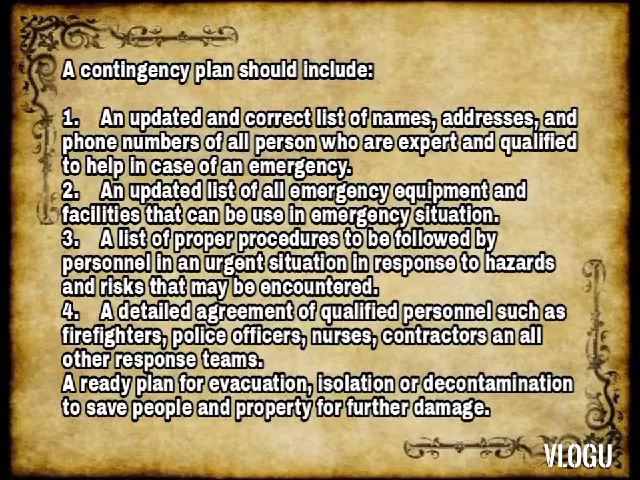 A contingency plan should include:
1. An updated and correct list of names, addresses, and
phone numbers of all person who are expert and qualified
to help in case of an emergency.
2. An updated list of all emergency equipment and
facilities that can be use in emergency situation.
3. A list of proper procedures to be followed by
personnel in an urgent situation in response to hazards
and risks that may be encountered.
4. A detailed agreement of qualified personnel such as
firefighters, police officers, nurses, contractors an all
other response teams.
A ready plan for evacuation, isolation or decontamination
to save people and property for further damage.
VLOGU